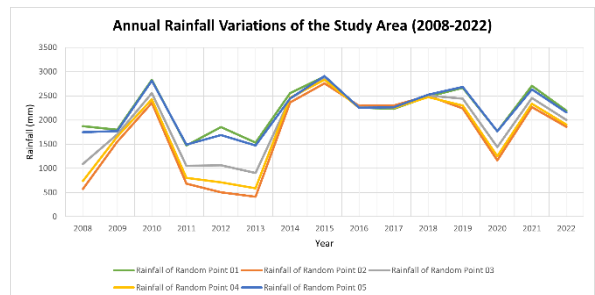 Annual Rainfall Variations of the Study Area (2008-2022)
3500
3000
2500
2000
1500
1000
500
0
Rainfall (mm)
2008 2009 2010 2011 2012 2013 2014 2015 2016 2017 2018 2019 2020 2021 2022
Year
Rainfall of Random Point 01 Rainfall of Random Point 02 Rainfall of Random Point 03
Rainfall of Random Point 04 Rainfall of Random Point 05